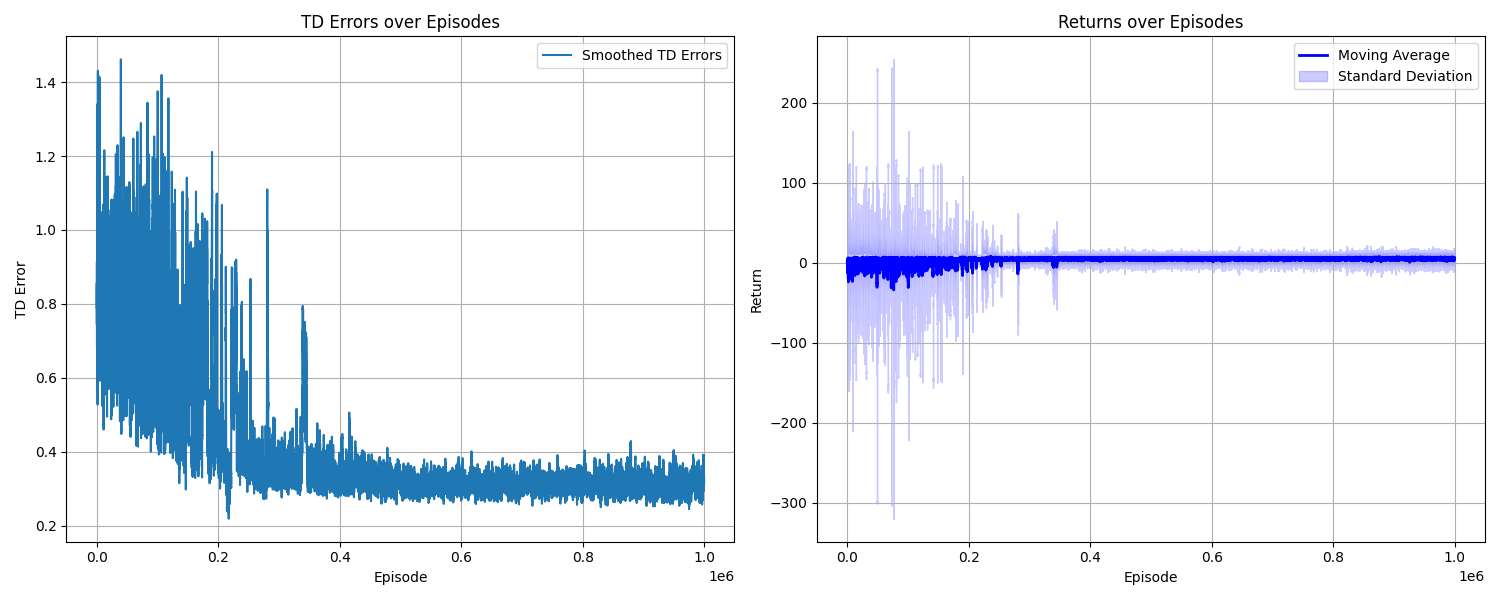 TD Errors over Episodes
Smoothed TD Errors
TD Error
1.4
1.2
1.0
0.8
0.6
0.4
0.2
0.0 0.2 0.4 0.6 0.8 1.0
1e6
Episode
Returns over Episodes
Moving Average
Standard Deviation
Return
200
100
0
−100
−200
−300
0.0 0.2 0.4 0.6 0.8 1.0
1e6
Episode